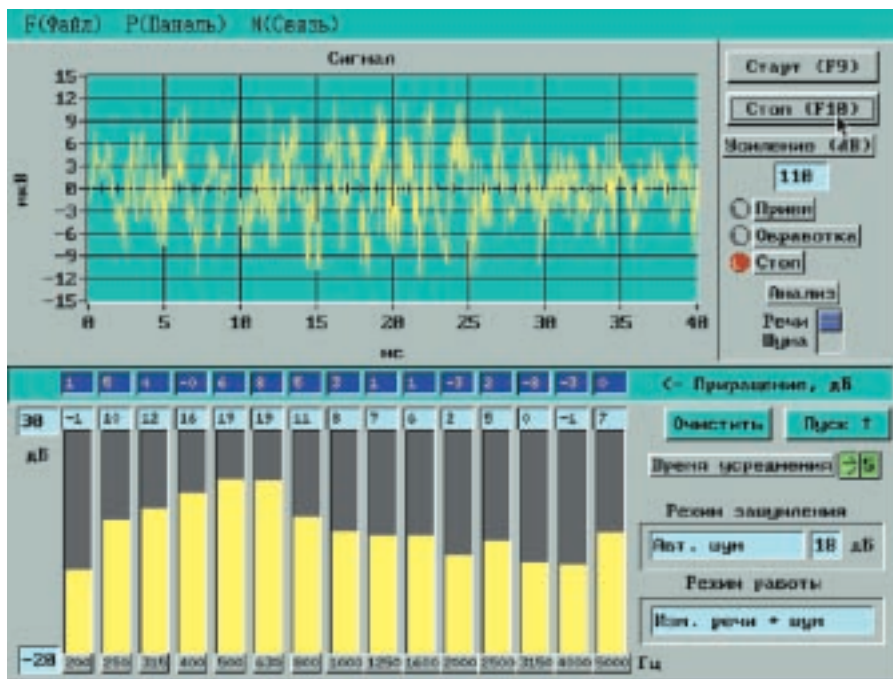 F(Файл) P(Панель) N(Связь)
Сигнал
мкВ
15
12
9
6
3
0
-3
-6
-9
-12
-15
0 5 10 15 20 25 30 35 40
мс
Старт (F9)
Стоп (F10)
Усиление (дВ)
110
Прием
Обработка
Стоп
Анализ
Речи
Шума
1 5 4 -0 6 8 5 3 1 1 -3 2 -3 0 <- Приращение, дБ
30 -1 10 12 16 19 19 11 8 7 6 2 5 0 -1 7
дБ
Очистить Пуск ↑
Время усреднения 5
Режим зашумления
Авт. шум 10 дБ
Режим работы
Изм. речи + шум
-20 200 250 315 400 500 630 800 1000 1250 1600 2000 2500 3150 4000 5000 Гц